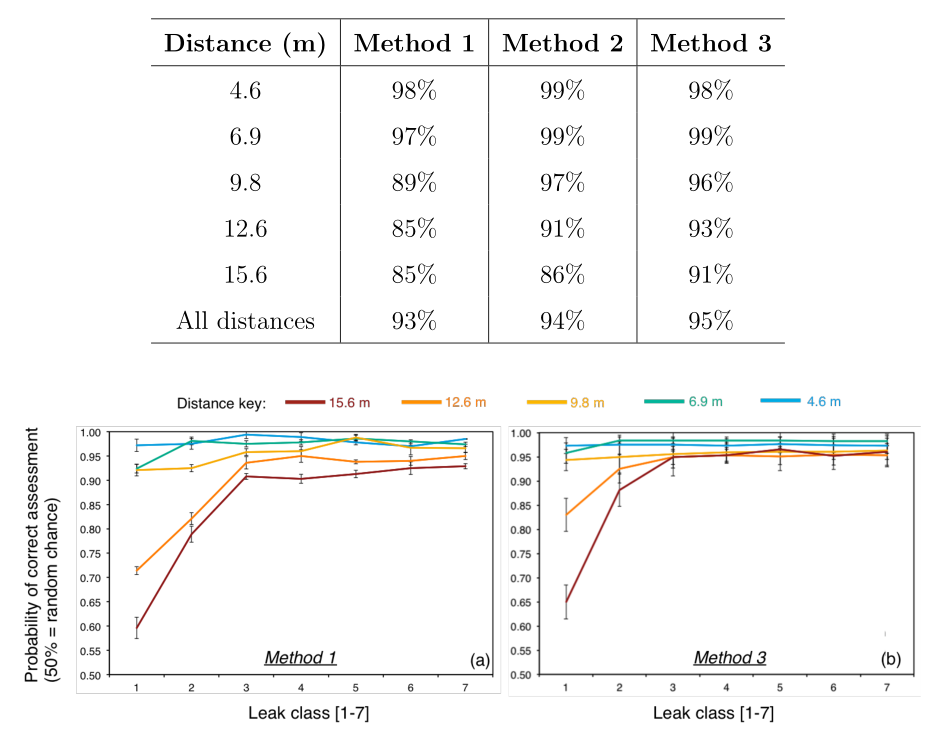 Distance (m) Method 1 Method 2 Method 3
4.6 98% 99% 98%
6.9 97% 99% 99%
9.8 89% 97% 96%
12.6 85% 91% 93%
15.6 85% 86% 91%
All distances 93% 94% 95%
Distance key: 15.6 m 12.6 m 9.8 m 6.9 m 4.6 m
Probability of correct assessment
(50% = random chance)
1.00
0.95
0.90
0.85
0.80
0.75
0.70
0.65
0.60
0.55
0.50
Method 1 (a)
1 2 3 4 5 6 7
Leak class [1-7]
1.00
0.95
0.90
0.85
0.80
0.75
0.70
0.65
0.60
0.55
0.50
Method 3 (b)
1 2 3 4 5 6 7
Leak class [1-7]